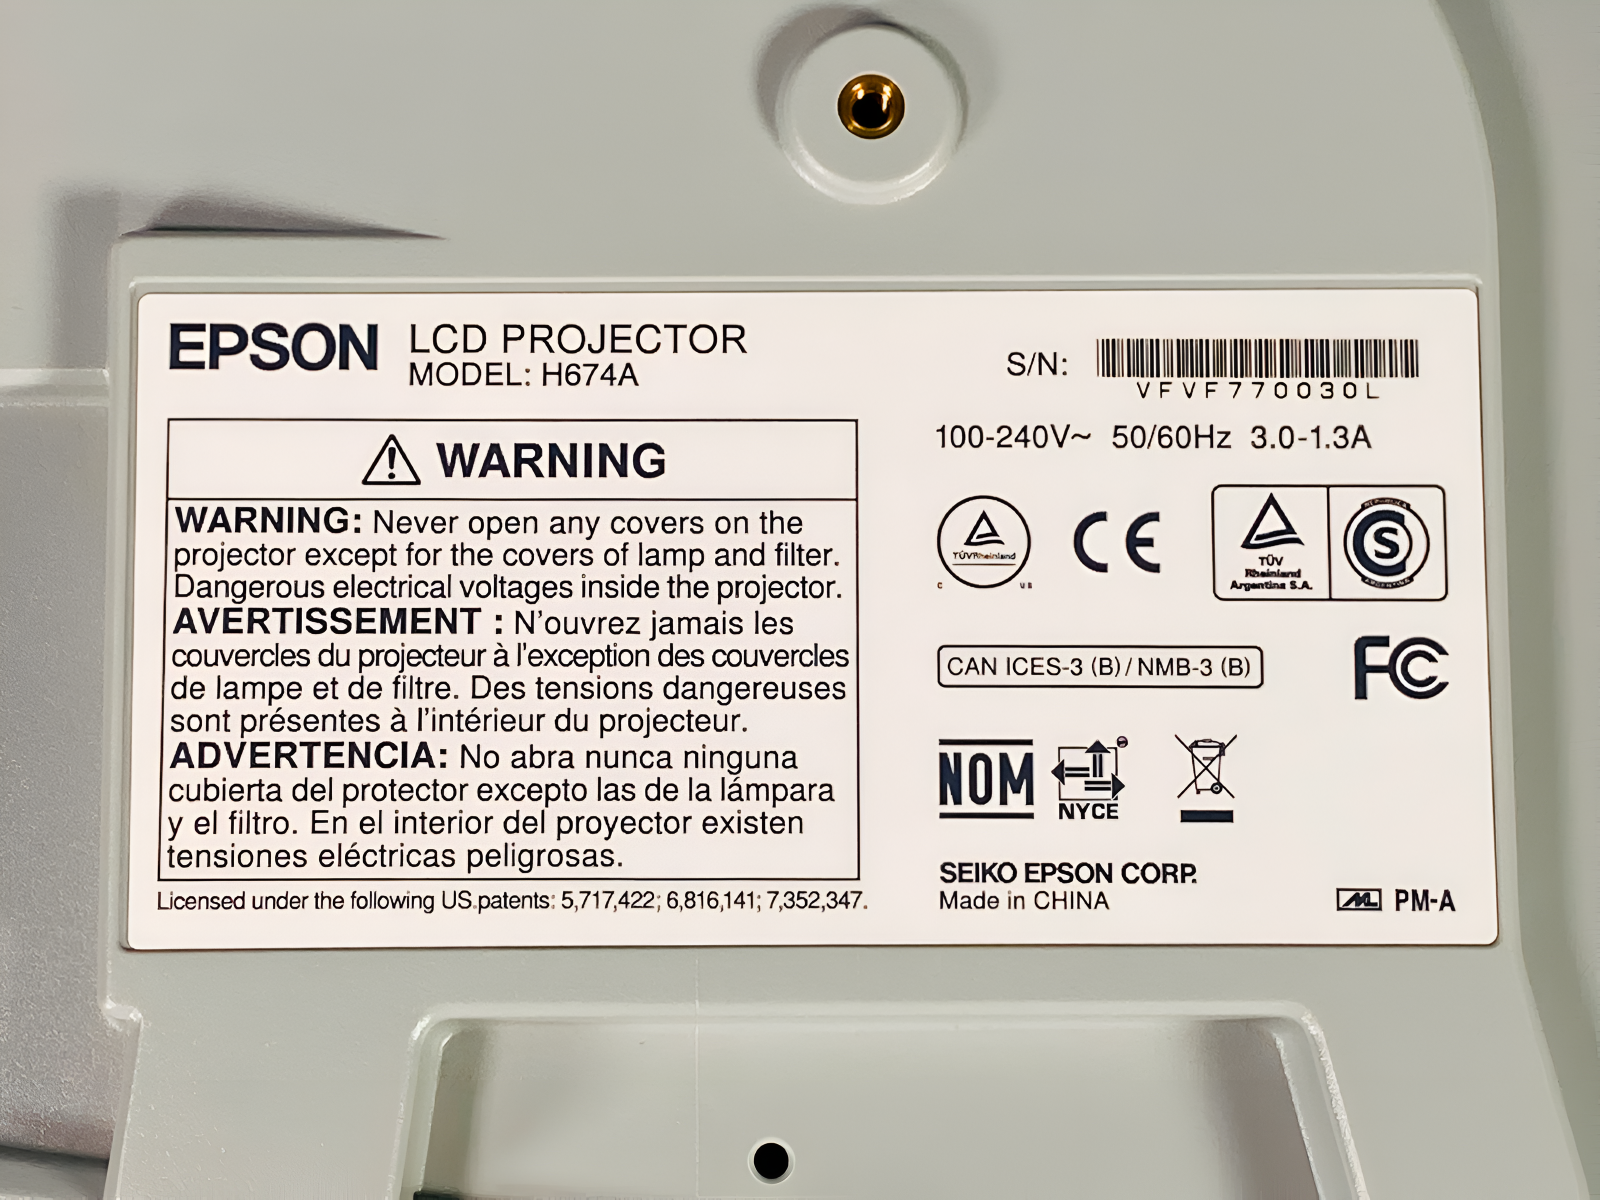 EPSON LCD PROJECTOR
MODEL: H674A
S/N:
VFVF770030L
100-240V~ 50/60Hz 3.0-1.3A
WARNING
WARNING: Never open any covers on the
projector except for the covers of lamp and filter.
Dangerous electrical voltages inside the projector.
AVERTISSEMENT : N'ouvrez jamais les
couvercles du projecteur à l'exception des couvercles
de lampe et de filtre. Des tensions dangereuses
sont présentes à l'intérieur du projecteur.
ADVERTENCIA: No abra nunca ninguna
cubierta del protector excepto las de la lámpara
y el filtro. En el interior del proyector existen
tensiones eléctricas peligrosas.
Licensed under the following US.patents: 5,717,422; 6,816,141; 7,352,347.
TÜVRheinland
C US
CE
TÜV
Rheinland
Argentina S.A.
REPUBLICA
S
ARGENTINA
CAN ICES-3 (B) / NMB-3 (B)
FC
NOM
NYCE
SEIKO EPSON CORP.
Made in CHINA
PM-A